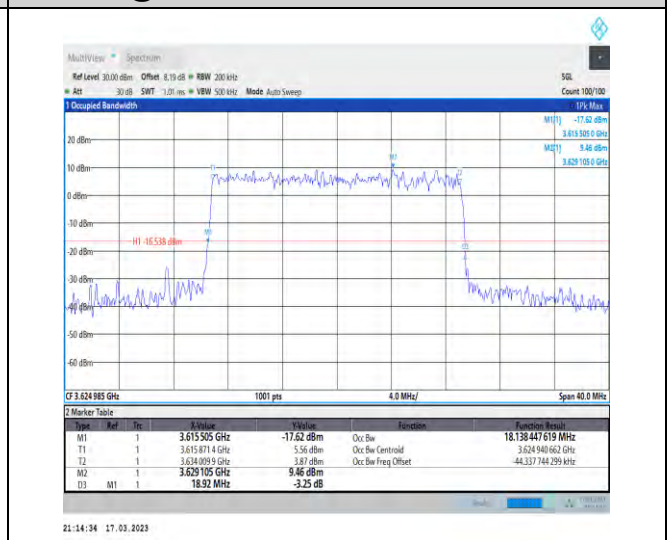 MultiView Spectrum
Ref Level 30.00 dBm Offset 8.19 dB RBW 200 kHz SGL
Att 30 dB SWT 1.01 ms VBW 500 kHz Mode Auto Sweep Count 100/100
1 Occupied Bandwidth 1Pk Max
M1[1] -17.62 dBm
3.615 505 0 GHz
20 dBm
M2[1] 9.46 dBm
3.629 105 0 GHz
M2
10 dBm
T1
0 dBm
-10 dBm
H1 -16.538 dBm
-20 dBm
-30 dBm
-40 dBm
-50 dBm
-60 dBm
CF 3.624 985 GHz 1001 pts 4.0 MHz/ Span 40.0 MHz
2 Marker Table
Type Ref Trc X-Value Y-Value Function Function Result
M1 1 3.615 505 GHz -17.62 dBm Occ Bw 18.138 447 619 MHz
T1 1 3.615 871 4 GHz 5.56 dBm Occ Bw Centroid 3.624 940 662 GHz
T2 1 3.634 009 9 GHz 3.87 dBm Occ Bw Freq Offset -44.337 744 299 kHz
M2 1 3.629 105 GHz 9.46 dBm
D3 M1 1 18.92 MHz -3.25 dB
21:14:34 17.03.2023